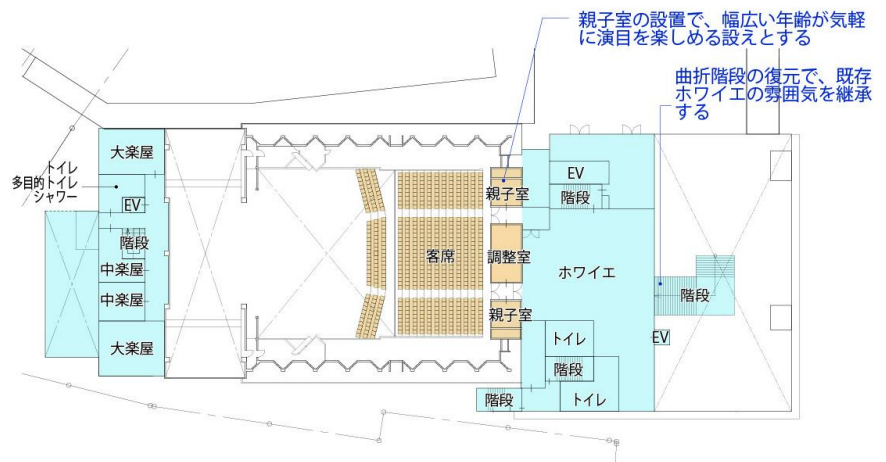 親子室の設置で、幅広い年齢が気軽
に演目を楽しめる設えとする
曲折階段の復元で、既存
ホワイエの雰囲気を継承
する
大楽屋
トイレ
多目的トイレ
シャワー
EV
階段
中楽屋
中楽屋
大楽屋
客席
親子室
調整室
親子室
EV
階段
ホワイエ
階段
EV
トイレ
階段
トイレ
階段